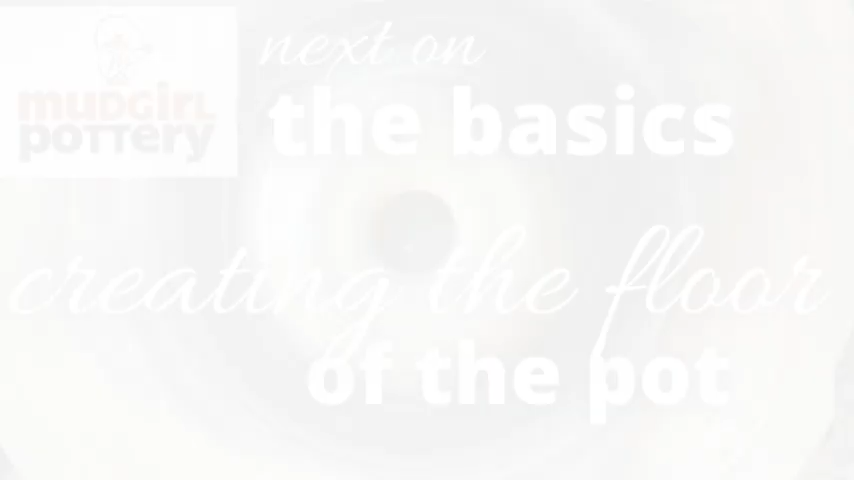 next on
mudgirl
pottery
the basics
creating the floor
of the pot